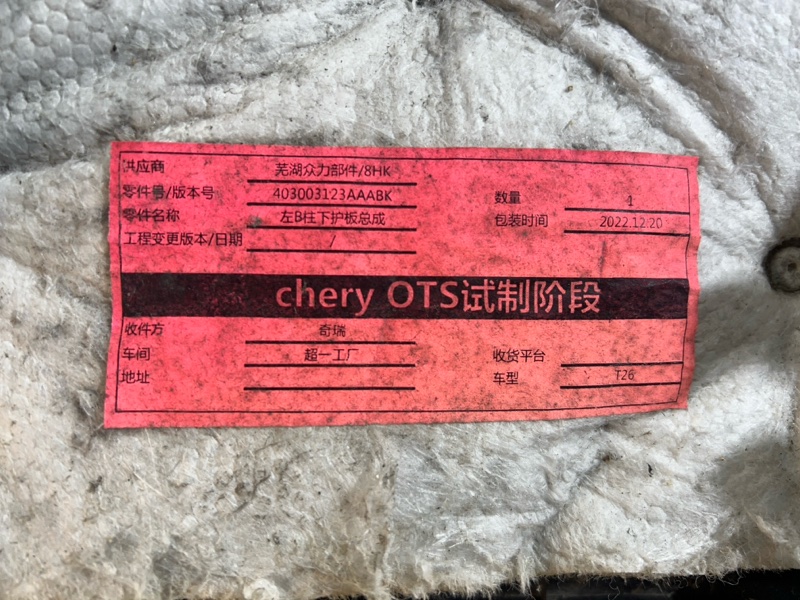 供应商 芜湖众力部件/8HK
零件号/版本号 403003123AAABK 数量 1
零件名称 左B柱下护板总成 包装时间 2022.12.20
工程变更版本/日期 /
chery OTS试制阶段
收件方 奇瑞
车间 超一工厂 收货平台
地址 车型 T26